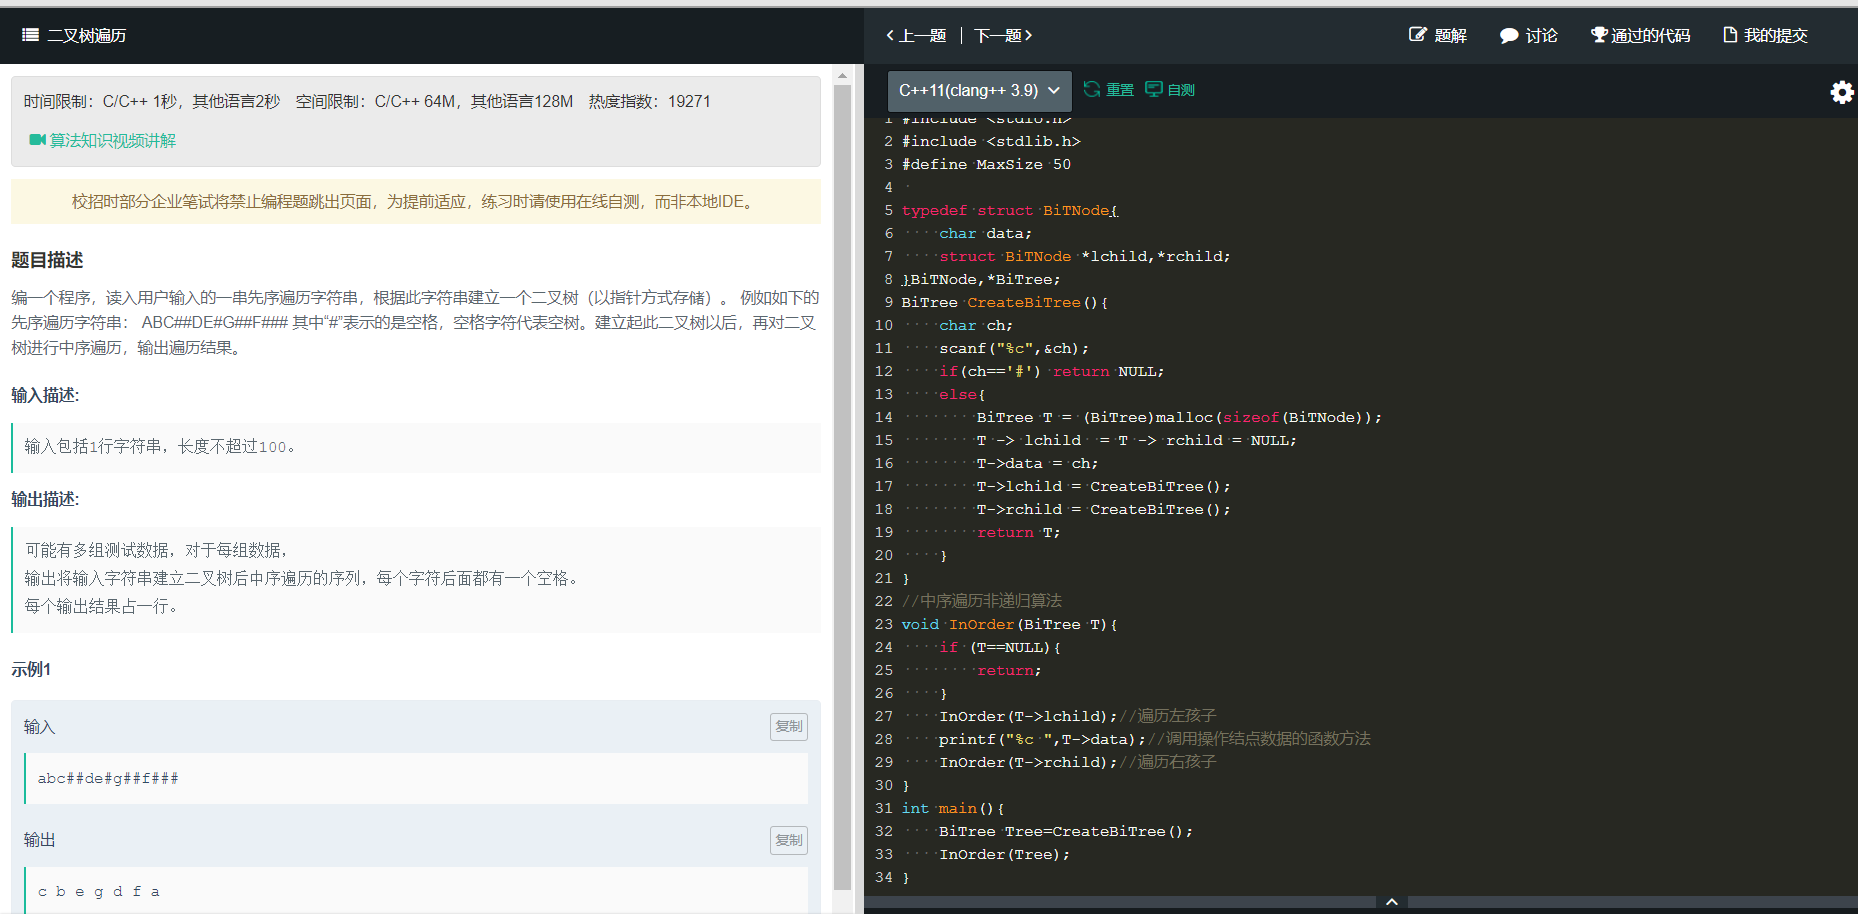 二叉树遍历
上一题 | 下一题
题解 讨论 通过的代码 我的提交
时间限制：C/C++ 1秒，其他语言2秒 空间限制：C/C++ 64M，其他语言128M 热度指数：19271
算法知识视频讲解
校招时部分企业笔试将禁止编程题跳出页面，为提前适应，练习时请使用在线自测，而非本地IDE。
题目描述
编一个程序，读入用户输入的一串先序遍历字符串，根据此字符串建立一个二叉树（以指针方式存储）。 例如如下的
先序遍历字符串： ABC##DE#G##F### 其中“#”表示的是空格，空格字符代表空树。建立起此二叉树以后，再对二叉
树进行中序遍历，输出遍历结果。
输入描述:
输入包括1行字符串，长度不超过100。
输出描述:
可能有多组测试数据，对于每组数据，
输出将输入字符串建立二叉树后中序遍历的序列，每个字符后面都有一个空格。
每个输出结果占一行。
示例1
输入 复制
abc##de#g##f###
输出 复制
c b e g d f a
C++11(clang++ 3.9) 重置 自测
1 #include <stdio.h>
2 #include <stdlib.h>
3 #define MaxSize 50
4
5 typedef struct BiTNode{
6     char data;
7     struct BiTNode *lchild,*rchild;
8 }BiTNode,*BiTree;
9 BiTree CreateBiTree(){
10     char ch;
11     scanf("%c",&ch);
12     if(ch=='#') return NULL;
13     else{
14         BiTree T = (BiTree)malloc(sizeof(BiTNode));
15         T -> lchild  = T -> rchild = NULL;
16         T->data = ch;
17         T->lchild = CreateBiTree();
18         T->rchild = CreateBiTree();
19         return T;
20     }
21 }
22 //中序遍历非递归算法
23 void InOrder(BiTree T){
24     if (T==NULL){
25         return;
26     }
27     InOrder(T->lchild);//遍历左孩子
28     printf("%c ",T->data);//调用操作结点数据的函数方法
29     InOrder(T->rchild);//遍历右孩子
30 }
31 int main(){
32     BiTree Tree=CreateBiTree();
33     InOrder(Tree);
34 }